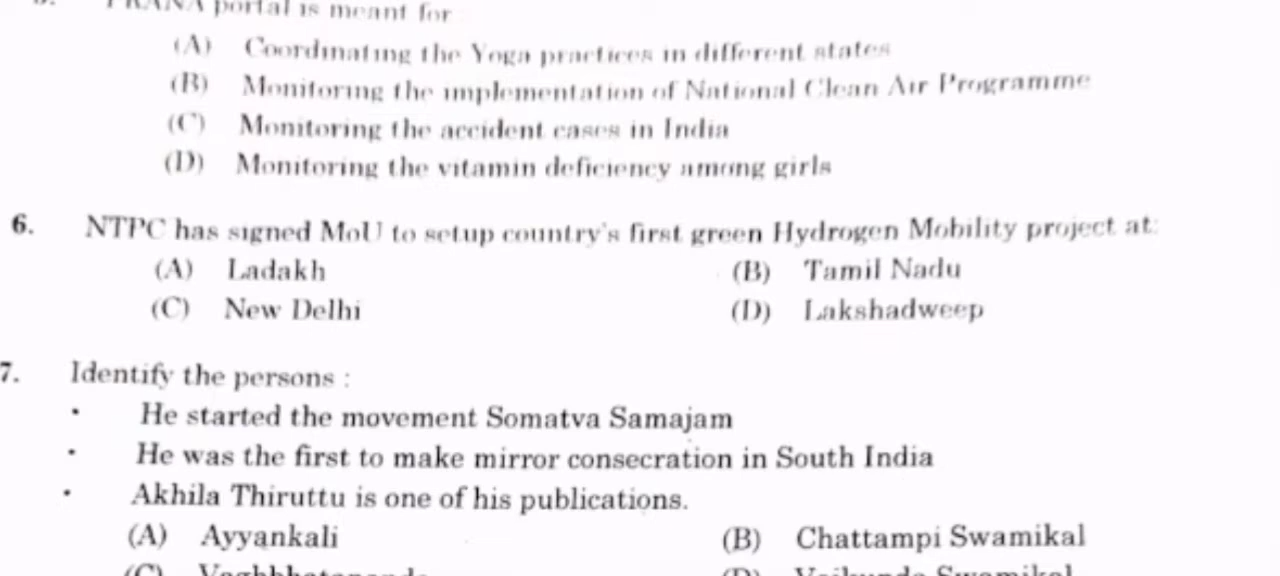 PRANA portal is meant for
(A) Coordinating the Yoga practices in different states
(B) Monitoring the implementation of National Clean Air Programme
(C) Monitoring the accident cases in India
(D) Monitoring the vitamin deficiency among girls
6. NTPC has signed MoU to setup country's first green Hydrogen Mobility project at:
(A) Ladakh (B) Tamil Nadu
(C) New Delhi (D) Lakshadweep
7. Identify the persons :
• He started the movement Somatva Samajam
• He was the first to make mirror consecration in South India
• Akhila Thiruttu is one of his publications.
(A) Ayyankali (B) Chattampi Swamikal
(C) (D) Swamikal